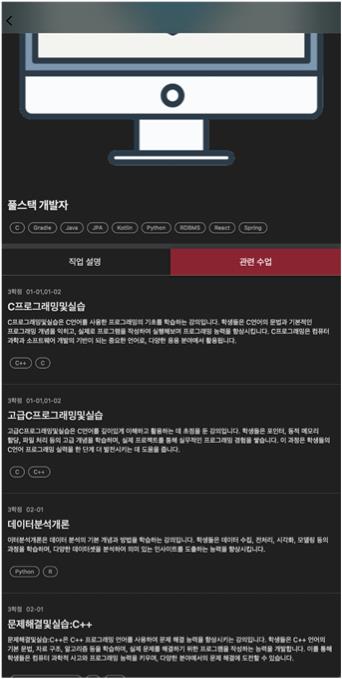 풀스택 개발자
C Gradle Java JPA Kotlin Python RDBMS React Spring
직업 설명 관련 수업
3학점 01-01,01-02
C프로그래밍및실습
C프로그래밍및실습은 C언어를 사용한 프로그래밍의 기초를 학습하는 강의입니다. 학생들은 C언어의 문법과 기본적인
프로그래밍 개념을 익히고, 실제로 프로그램을 작성하며 실행해보며 프로그래밍 능력을 향상시킵니다. C프로그래밍은 컴퓨터
과학과 소프트웨어 개발의 기반이 되는 중요한 언어로, 다양한 응용 분야에서 활용됩니다.
C++ C
3학점 01-01,01-02
고급C프로그래밍및실습
고급C프로그래밍및실습은 C언어를 깊이있게 이해하고 활용하는 데 초점을 둔 강의입니다. 학생들은 포인터, 동적 메모리
할당, 파일 처리 등의 고급 개념을 학습하며, 실제 프로젝트를 통해 실무적인 프로그래밍 경험을 쌓습니다. 이 과정은 학생들의
C언어 프로그래밍 실력을 한 단계 더 발전시키는 데 도움을 줍니다.
C C++
3학점 02-01
데이터분석개론
이터분석개론은 데이터 분석의 기본 개념과 방법을 학습하는 강의입니다. 학생들은 데이터 수집, 전처리, 시각화, 모델링 등의
과정을 학습하며, 다양한 데이터셋을 분석하여 의미 있는 인사이트를 도출하는 능력을 향상시킵니다.
Python R
3학점 02-01
문제해결및실습:C++
문제해결및실습:C++은 C++ 프로그래밍 언어를 사용하여 문제 해결 능력을 향상시키는 강의입니다. 학생들은 C++ 언어의
기본 문법, 자료 구조, 알고리즘 등을 학습하며, 실제 문제를 해결하기 위한 프로그램을 작성하는 능력을 개발합니다. 이를 통해
학생들은 컴퓨터 과학적 사고와 프로그래밍 능력을 키우며, 다양한 분야에서의 문제 해결에 도전할 수 있습니다.